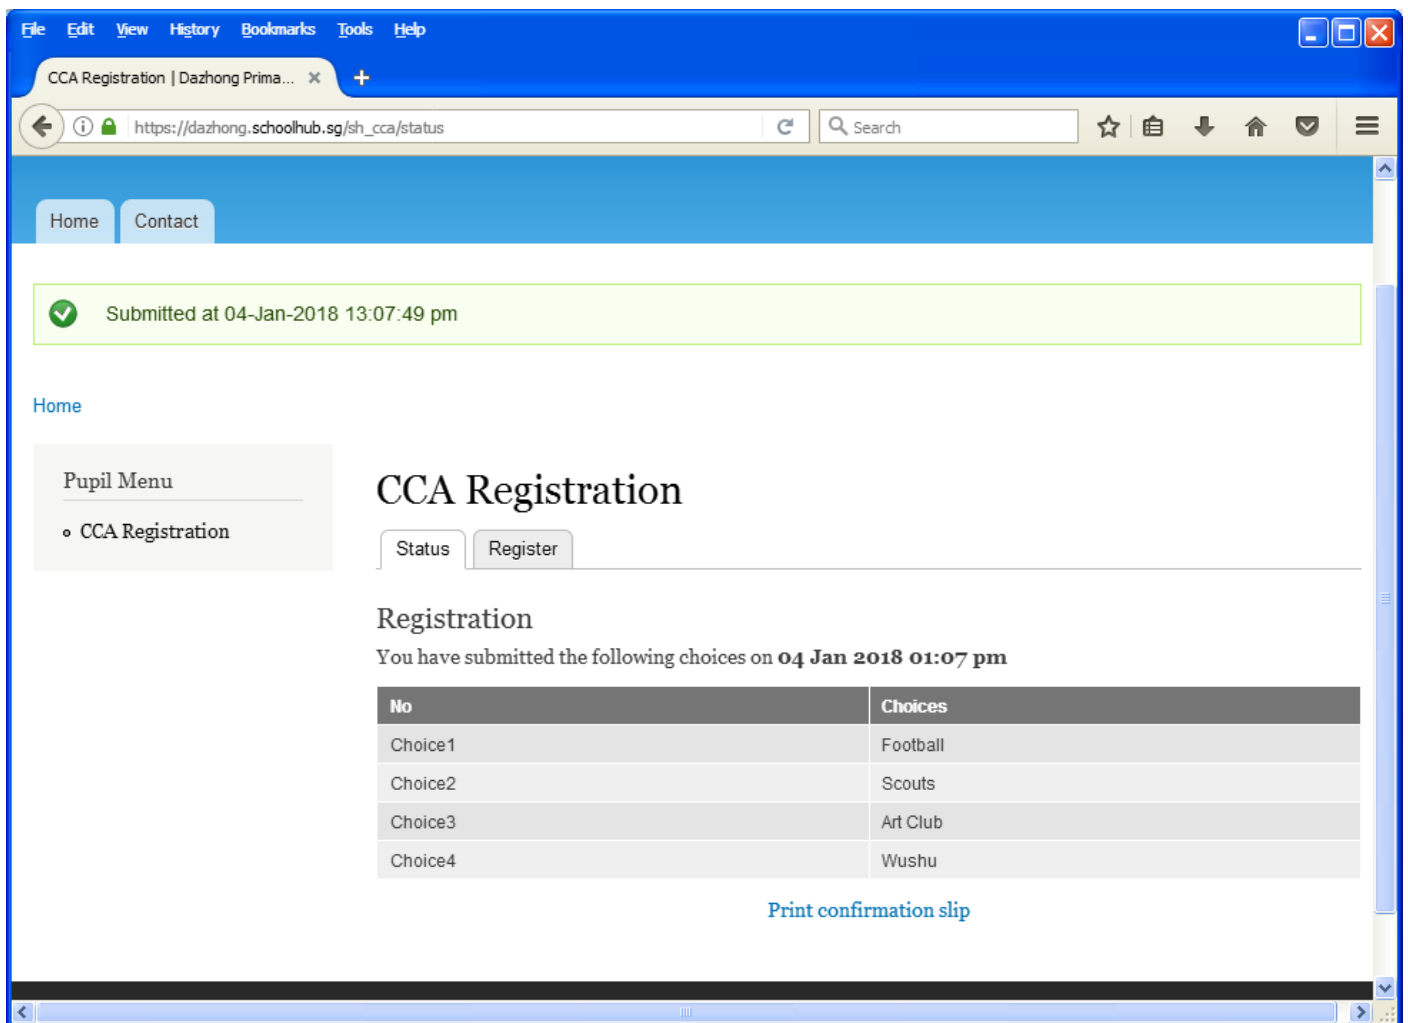 File Edit View History Bookmarks Tools Help
CCA Registration | Dazhong Prima...
https://dazhong.schoolhub.sg/sh_cca/status Search
Home Contact
Submitted at 04-Jan-2018 13:07:49 pm
Home
Pupil Menu
CCA Registration
CCA Registration
Status Register
Registration
You have submitted the following choices on 04 Jan 2018 01:07 pm
No Choices
Choice1 Football
Choice2 Scouts
Choice3 Art Club
Choice4 Wushu
Print confirmation slip